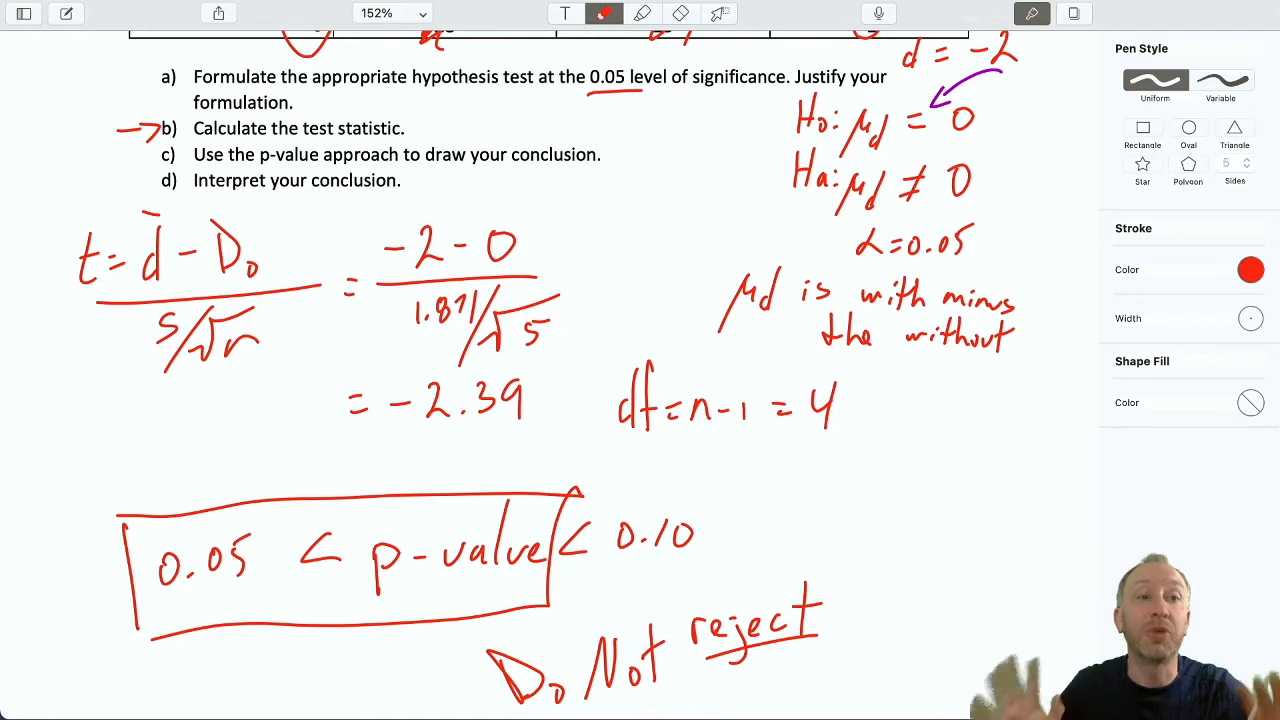 152%
T
d̄ = -2
a) Formulate the appropriate hypothesis test at the 0.05 level of significance. Justify your
formulation.
b) Calculate the test statistic.
c) Use the p-value approach to draw your conclusion.
d) Interpret your conclusion.
H0: μd = 0
Ha: μd ≠ 0
α = 0.05
μd is with minus
the without
t = d̄ - D0 / s/√n = -2 - 0 / 1.871/√5
= -2.39
df = n-1 = 4
0.05 < p-value < 0.10
Do Not reject
Pen Style
Uniform Variable
Rectangle Oval Triangle
5
Star Polygon Sides
Stroke
Color
Width
Shape Fill
Color